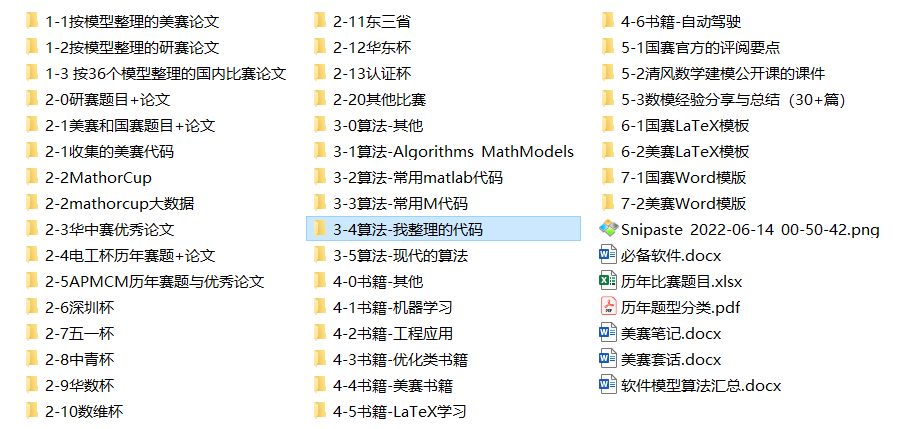 1-1按模型整理的美赛论文
1-2按模型整理的研赛论文
1-3 按36个模型整理的国内比赛论文
2-0研赛题目+论文
2-1美赛和国赛题目+论文
2-1收集的美赛代码
2-2MathorCup
2-2mathorcup大数据
2-3华中赛优秀论文
2-4电工杯历年赛题+论文
2-5APMCM历年赛题与优秀论文
2-6深圳杯
2-7五一杯
2-8中青杯
2-9华数杯
2-10数维杯
2-11东三省
2-12华东杯
2-13认证杯
2-20其他比赛
3-0算法-其他
3-1算法-Algorithms_MathModels
3-2算法-常用matlab代码
3-3算法-常用M代码
3-4算法-我整理的代码
3-5算法-现代的算法
4-0书籍-其他
4-1书籍-机器学习
4-2书籍-工程应用
4-3书籍-优化类书籍
4-4书籍-美赛书籍
4-5书籍-LaTeX学习
4-6书籍-自动驾驶
5-1国赛官方的评阅要点
5-2清风数学建模公开课的课件
5-3数模经验分享与总结（30+篇）
6-1国赛LaTeX模板
6-2美赛LaTeX模板
7-1国赛Word模版
7-2美赛Word模版
Snipaste_2022-06-14_00-50-42.png
必备软件.docx
历年比赛题目.xlsx
历年题型分类.pdf
美赛笔记.docx
美赛套话.docx
软件模型算法汇总.docx